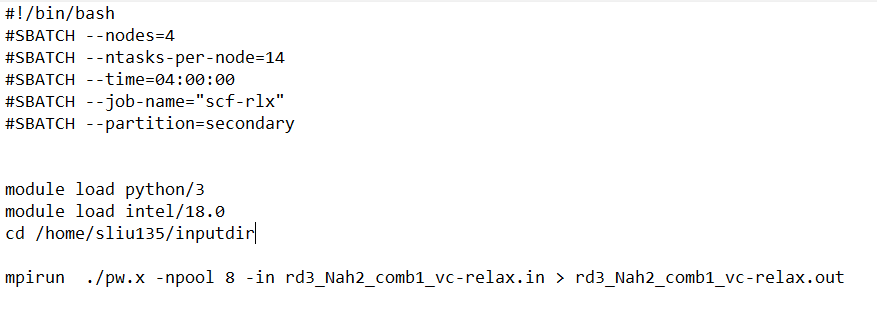 #!/bin/bash
#SBATCH --nodes=4
#SBATCH --ntasks-per-node=14
#SBATCH --time=04:00:00
#SBATCH --job-name="scf-rlx"
#SBATCH --partition=secondary
module load python/3
module load intel/18.0
cd /home/sliu135/inputdir
mpirun  ./pw.x -npool 8 -in rd3_Nah2_comb1_vc-relax.in > rd3_Nah2_comb1_vc-relax.out